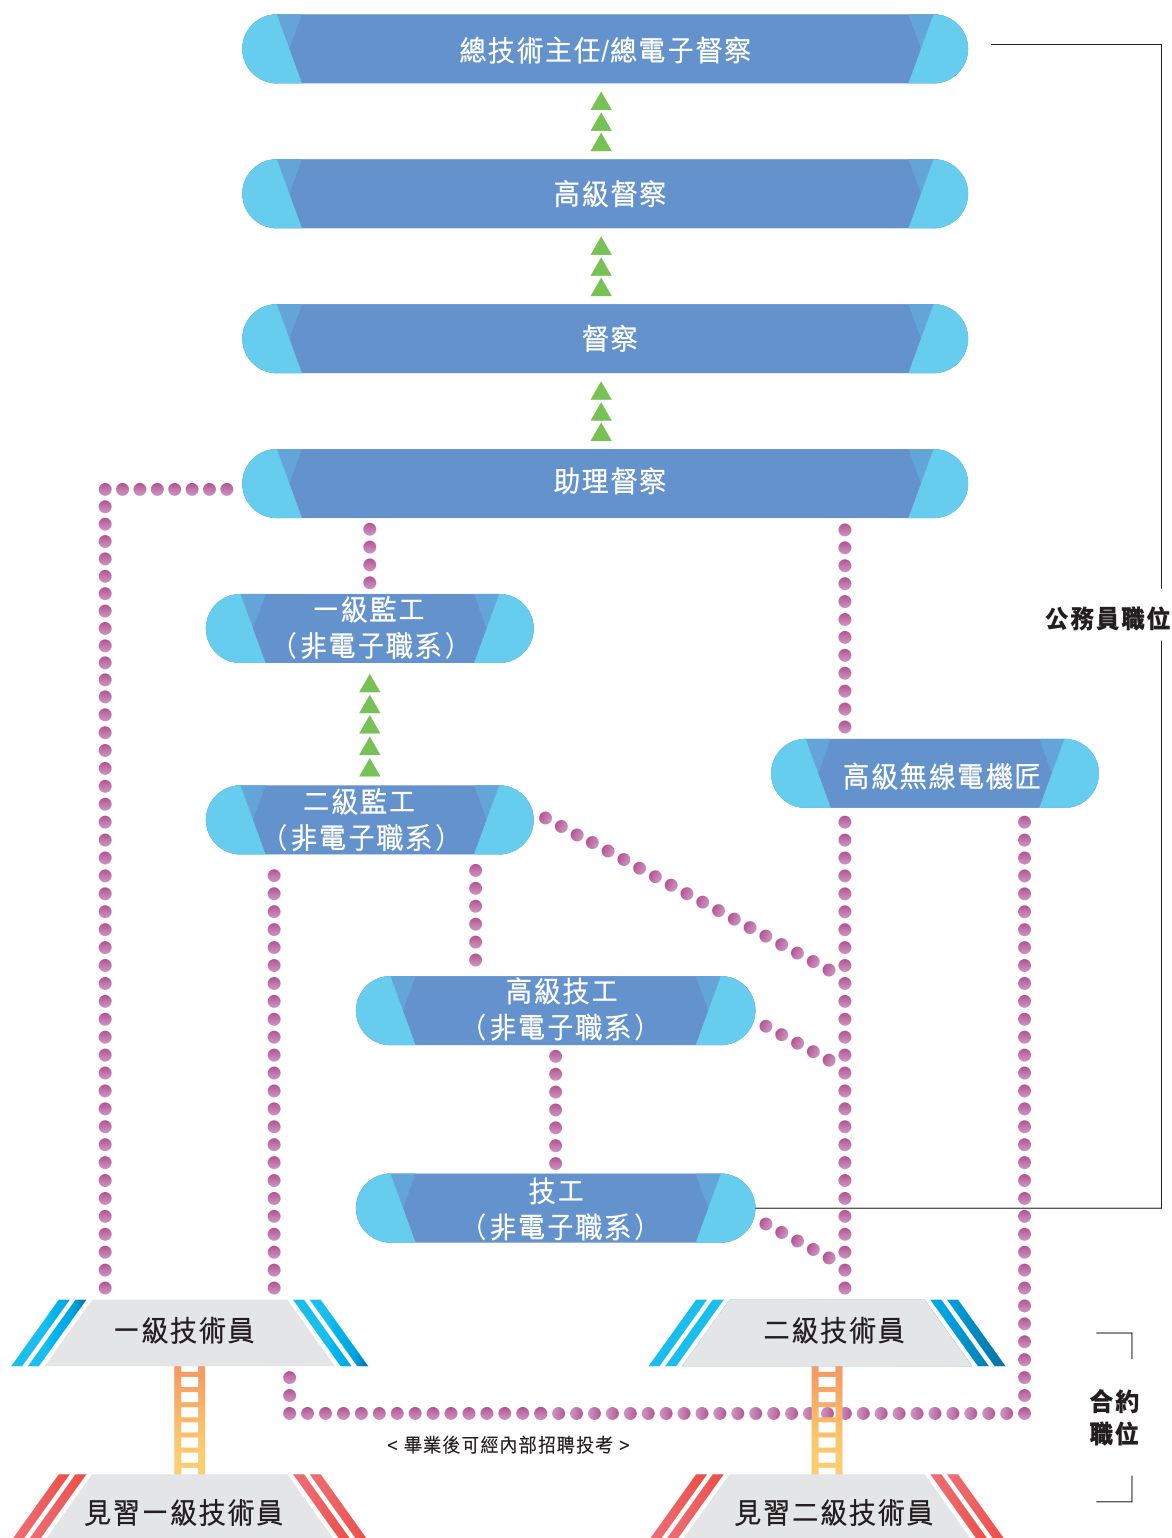 總技術主任/總電子督察
高級督察
督察
助理督察
一級監工
（非電子職系）
公務員職位
高級無線電機匠
二級監工
（非電子職系）
高級技工
（非電子職系）
技工
（非電子職系）
一級技術員
二級技術員
合約
職位
< 畢業後可經內部招聘投考 >
見習一級技術員
見習二級技術員